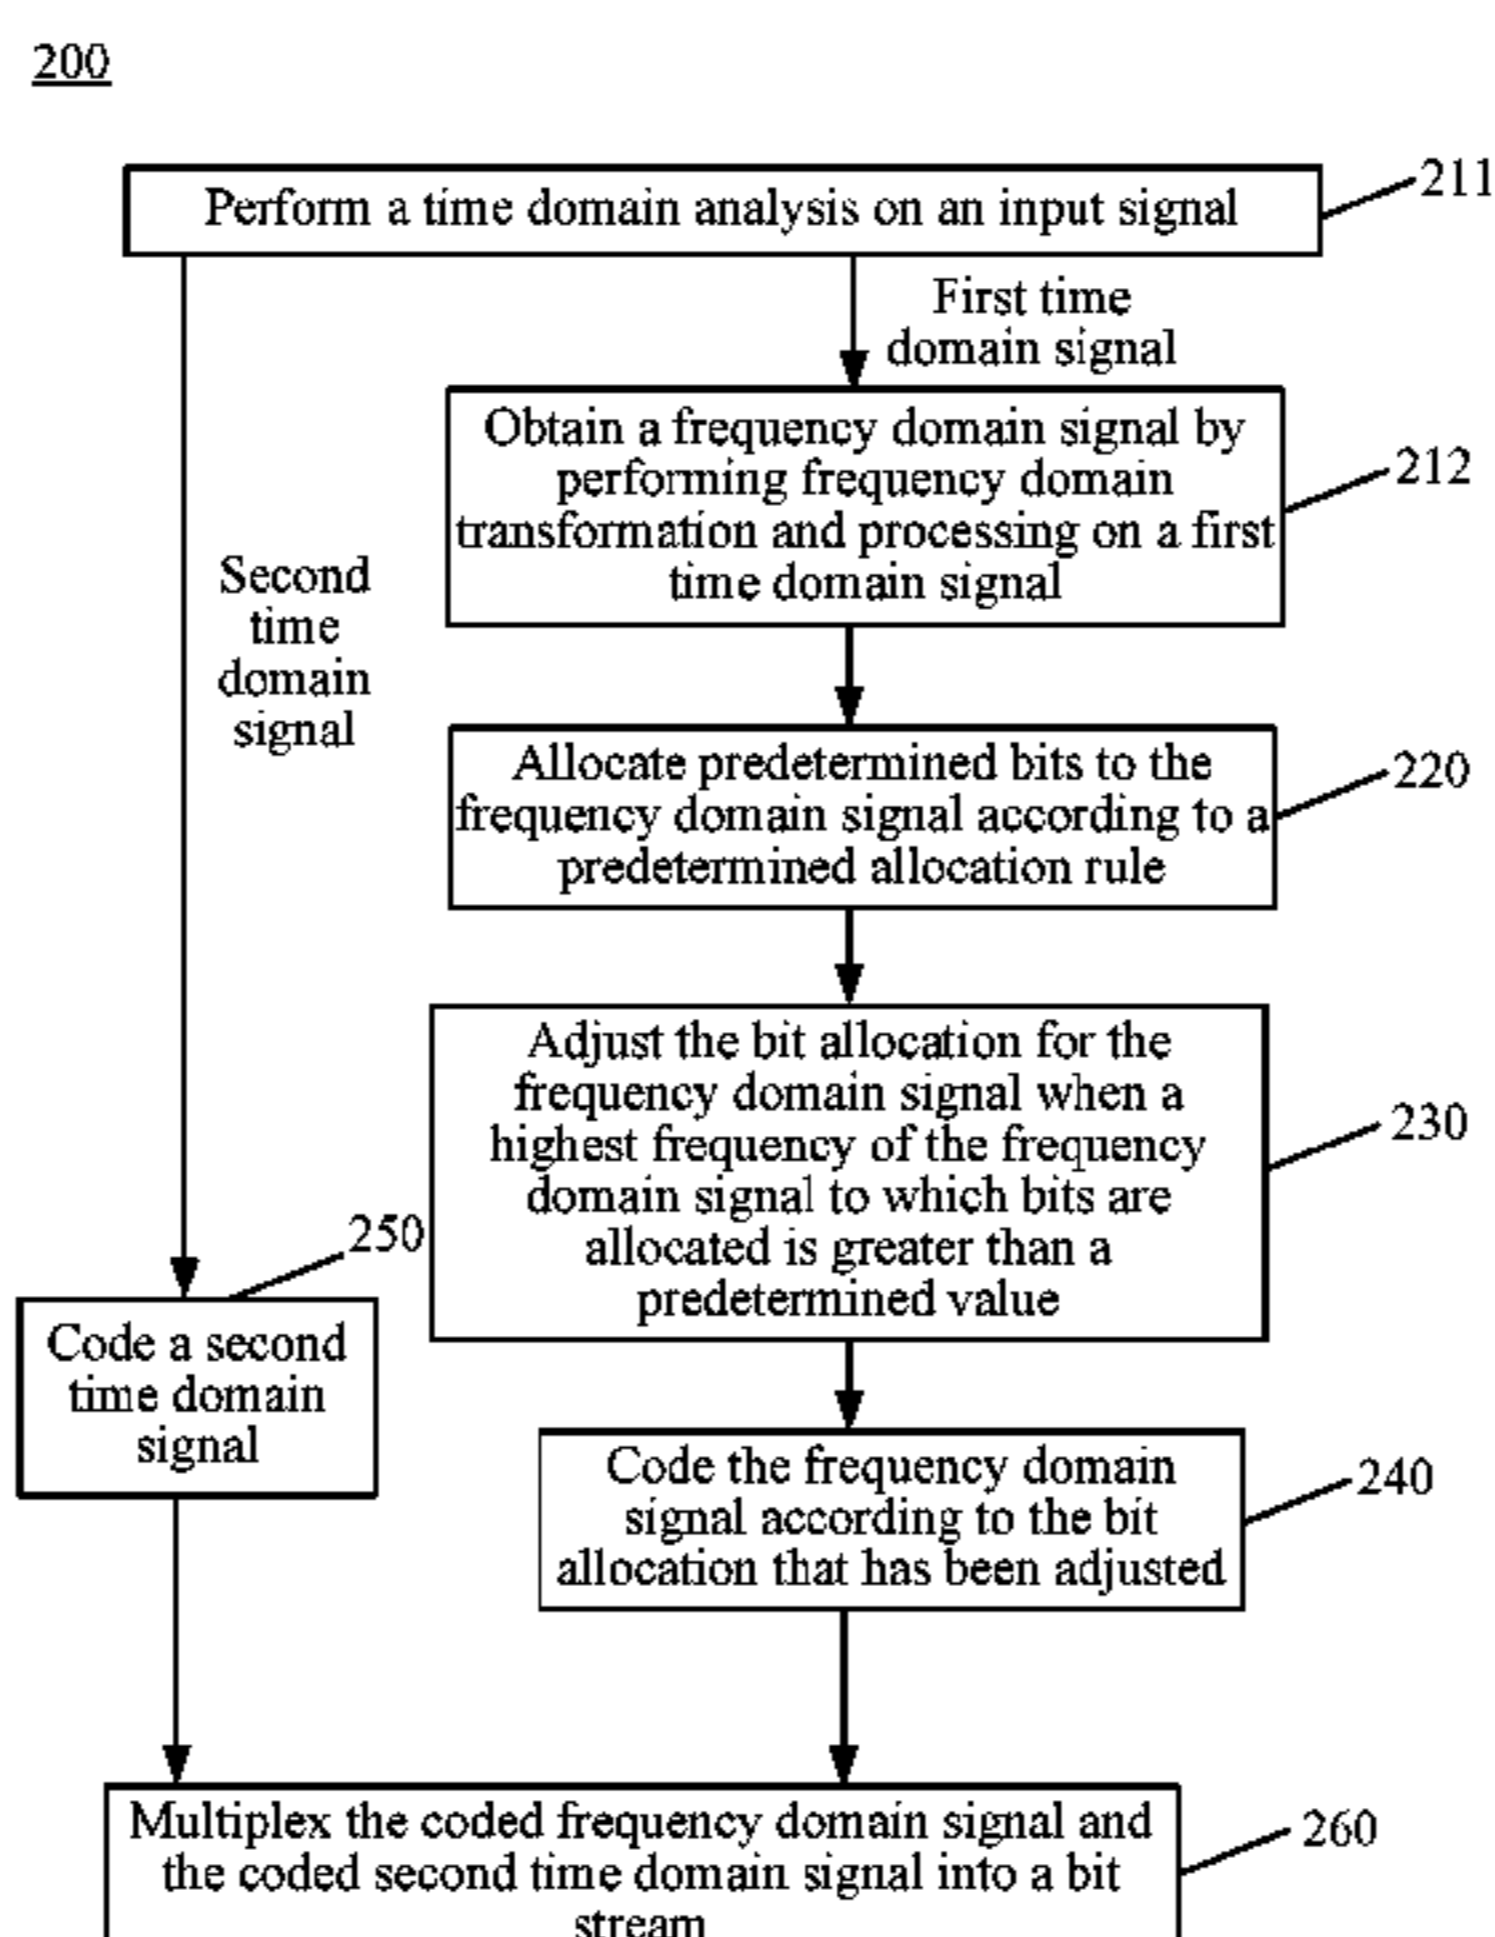 200
Perform a time domain analysis on an input signal
211
First time
domain signal
Obtain a frequency domain signal by
performing frequency domain
transformation and processing on a first
time domain signal
212
Second
time
domain
signal
Allocate predetermined bits to the
frequency domain signal according to a
predetermined allocation rule
220
Adjust the bit allocation for the
frequency domain signal when a
highest frequency of the frequency
domain signal to which bits are
allocated is greater than a
predetermined value
230
250
Code a second
time domain
signal
Code the frequency domain
signal according to the bit
allocation that has been adjusted
240
Multiplex the coded frequency domain signal and
the coded second time domain signal into a bit
stream
260